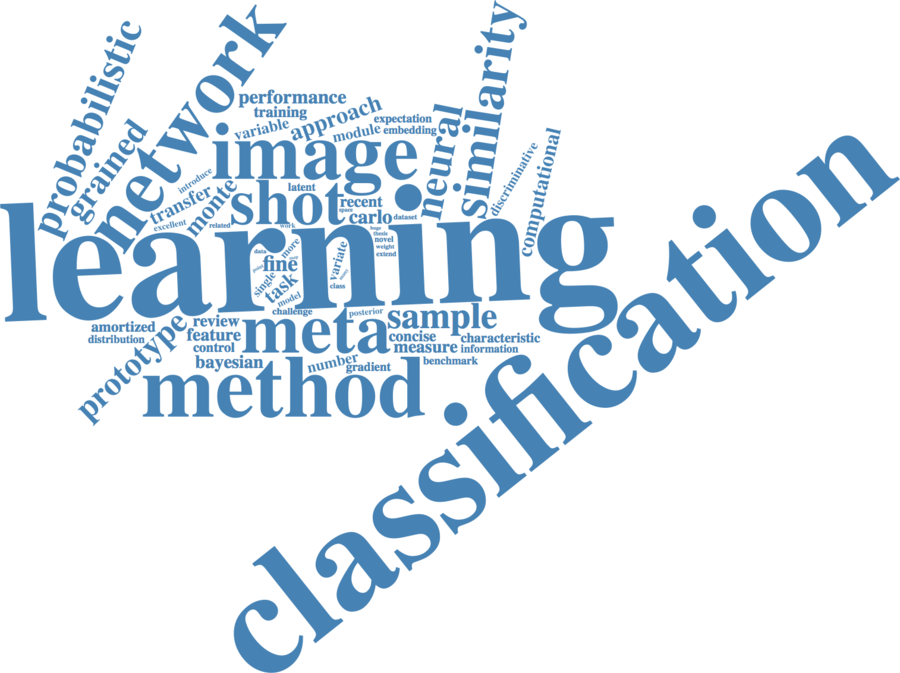 probabilistic
grained
network
performance
training
variable
approach
expectation
module
embedding
image
neural
similarity
discriminative
computational
introduce
transfer
excellent
monte
latent
shot
recent
space
carlo
dataset
related
work
learning
huge
thesis
novel
weight
extend
data
more
fine
single
task
model
variate
class
challenge
posterior
amortized
distribution
prototype
review
feature
control
bayesian
meta
sample
concise
measure
characteristic
information
benchmark
number
gradient
method
classification